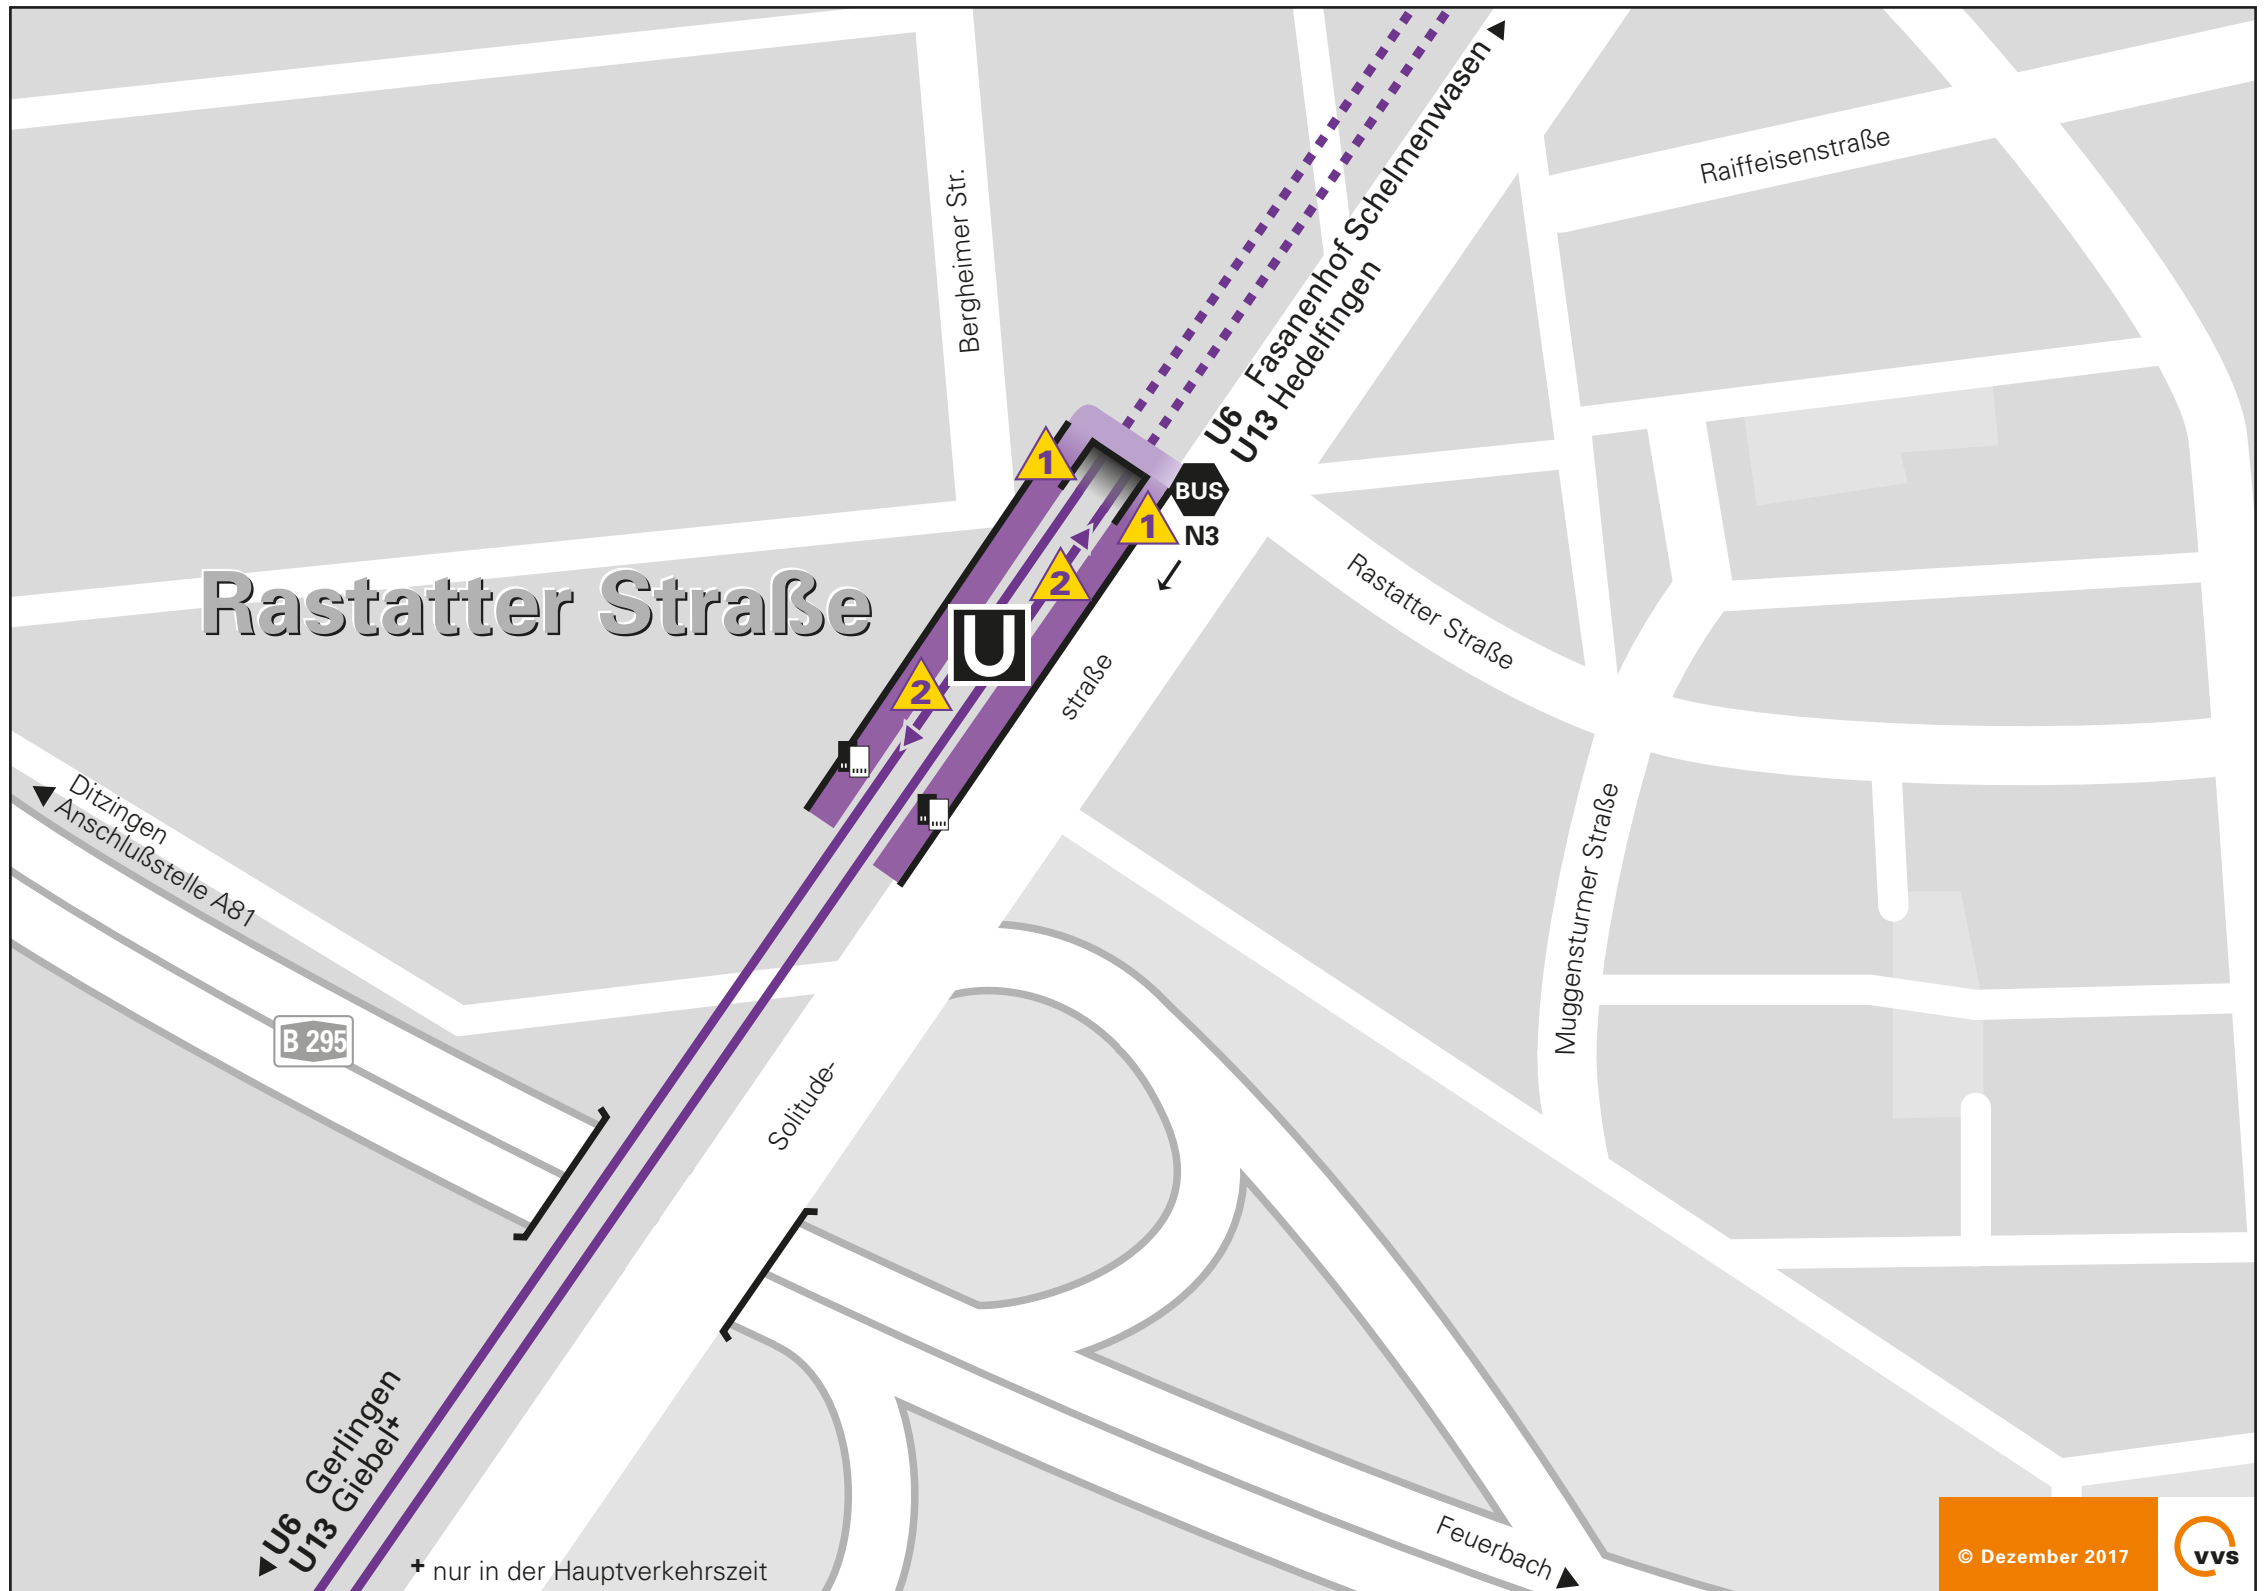 U6 Fasanenhof Schelmenwasen
U13 Hedelfingen
Raiffeisenstraße
Bergheimer Str.
1
BUS
1
N3
2
Rastatter Straße
Rastatter Straße
U
2
straße
Ditzingen
Anschlußstelle A81
Muggensturmer Straße
B 295
Solitude-
U6 Gerlingen
U13 Giebel+
+ nur in der Hauptverkehrszeit
Feuerbach
© Dezember 2017
vvs